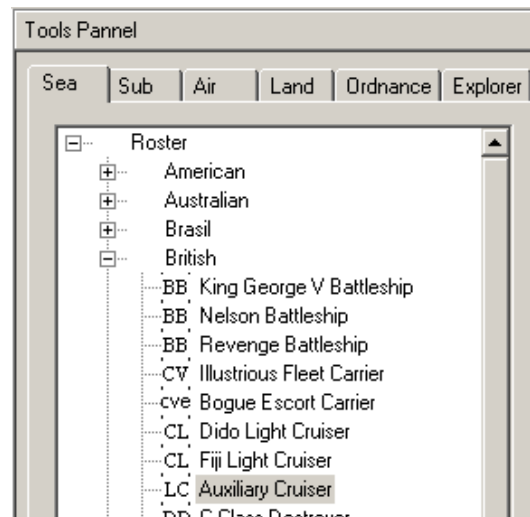 Tools Pannel
Sea Sub Air Land Ordnance Explorer
Roster
American
Australian
Brasil
British
BB King George V Battleship
BB Nelson Battleship
BB Revenge Battleship
CV Illustrious Fleet Carrier
cve Bogue Escort Carrier
CL Dido Light Cruiser
CL Fiji Light Cruiser
LC Auxiliary Cruiser